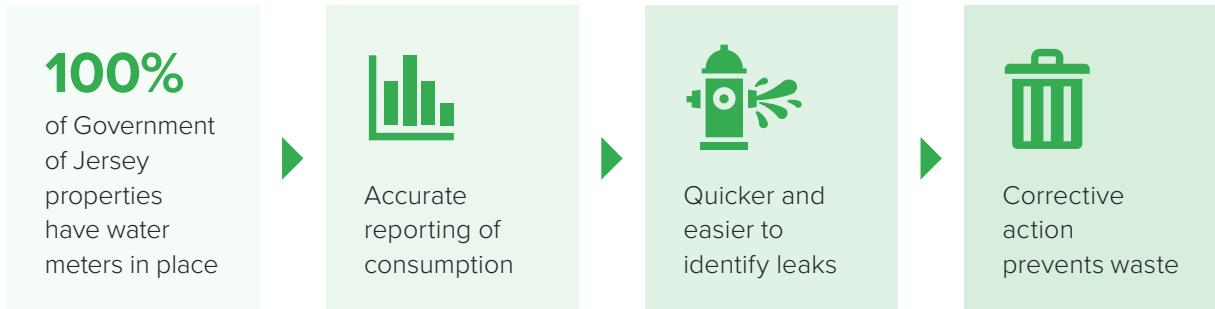 100%
of Government
of Jersey
properties
have water
meters in place
Accurate
reporting of
consumption
Quicker and
easier to
identify leaks
Corrective
action
prevents waste